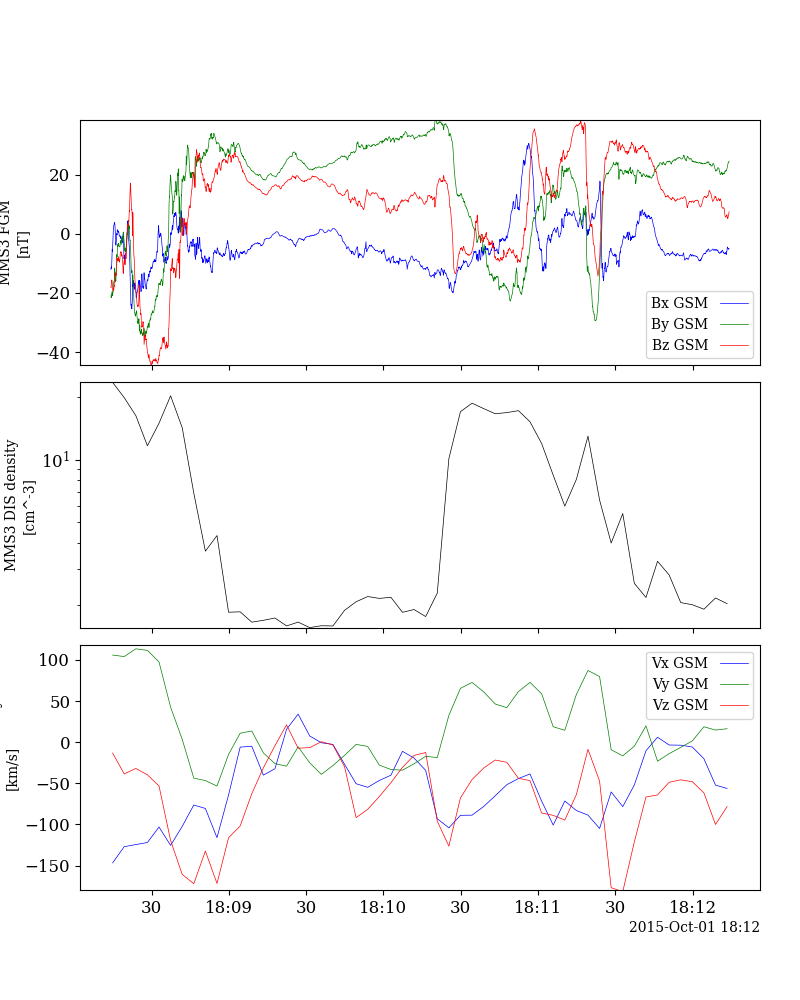 MMS3 FGM
[nT]
20
0
−20
−40
Bx GSM
By GSM
Bz GSM
MMS3 DIS density
[cm^-3]
10^1
[km/s]
100
50
0
−50
−100
−150
Vx GSM
Vy GSM
Vz GSM
30 18:09 30 18:10 30 18:11 30 18:12
2015-Oct-01 18:12